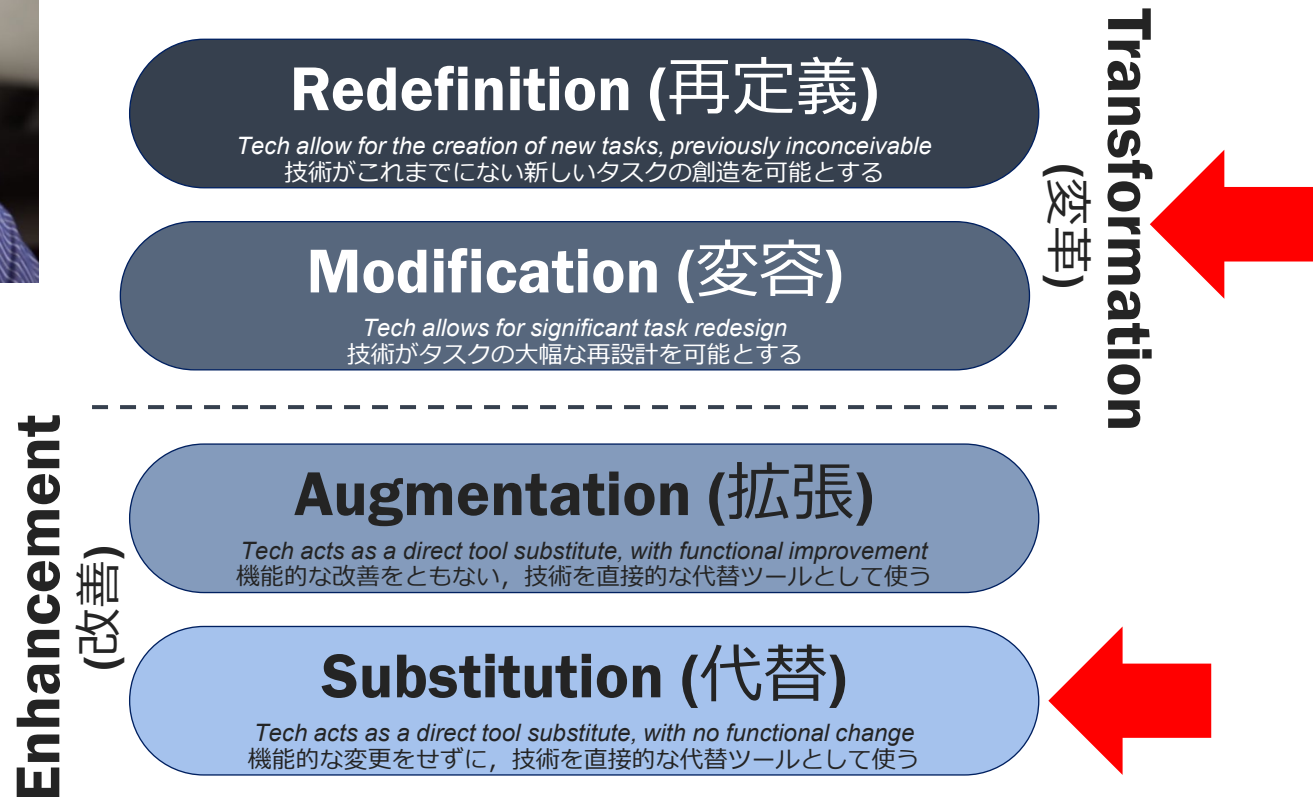 Redefinition (再定義)
Tech allow for the creation of new tasks, previously inconceivable
技術がこれまでにない新しいタスクの創造を可能とする
Transformation
(変革)
Modification (変容)
Tech allows for significant task redesign
技術がタスクの大幅な再設計を可能とする
Enhancement
(改善)
Augmentation (拡張)
Tech acts as a direct tool substitute, with functional improvement
機能的な改善をともない，技術を直接的な代替ツールとして使う
Substitution (代替)
Tech acts as a direct tool substitute, with no functional change
機能的な変更をせずに，技術を直接的な代替ツールとして使う